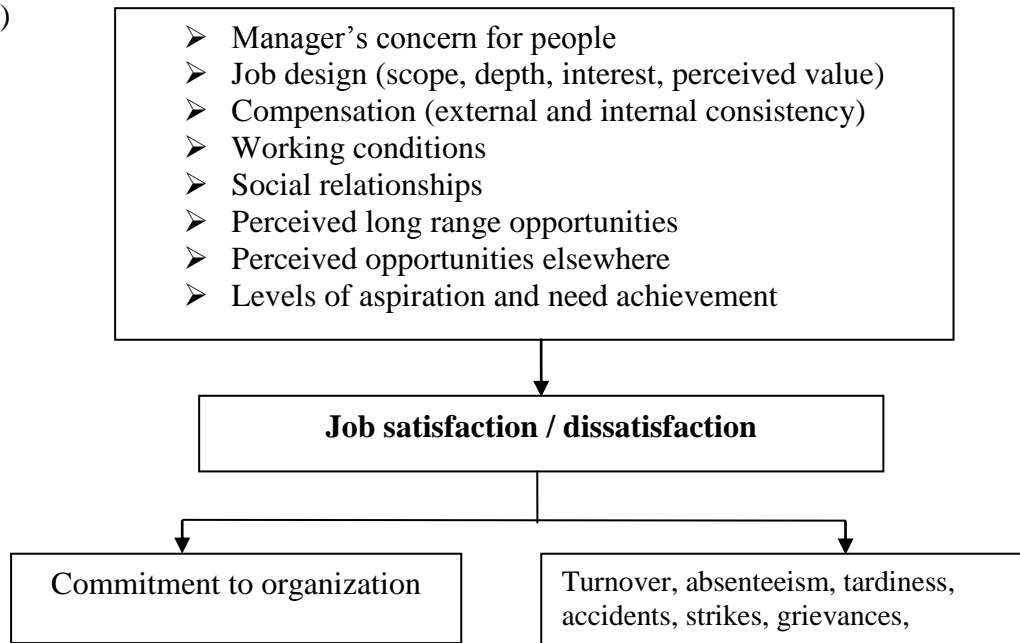 )
➢ Manager’s concern for people
➢ Job design (scope, depth, interest, perceived value)
➢ Compensation (external and internal consistency)
➢ Working conditions
➢ Social relationships
➢ Perceived long range opportunities
➢ Perceived opportunities elsewhere
➢ Levels of aspiration and need achievement
Job satisfaction / dissatisfaction
Commitment to organization
Turnover, absenteeism, tardiness,
accidents, strikes, grievances,